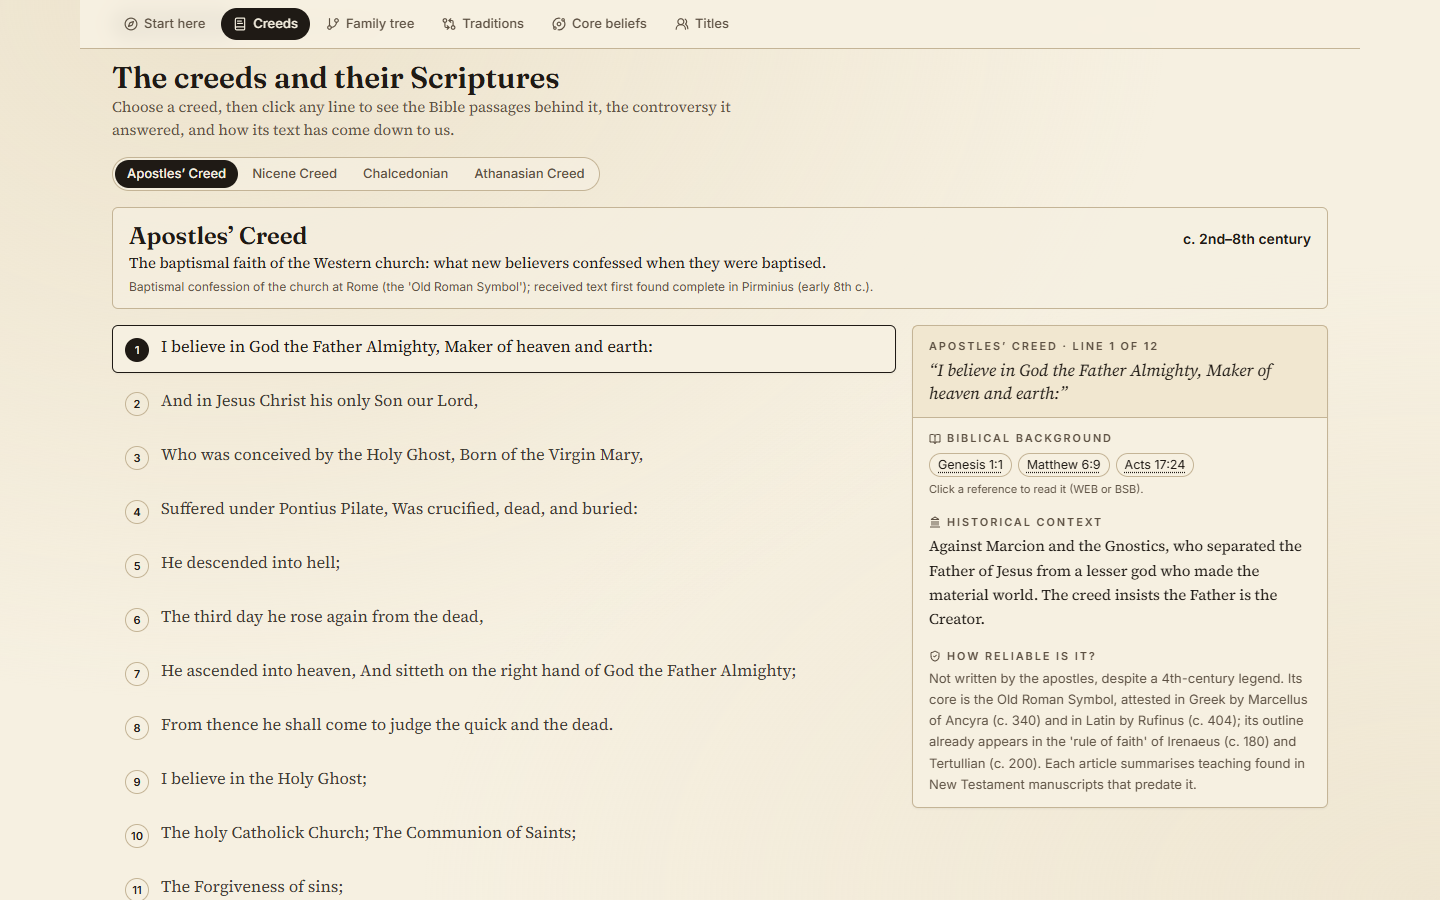 Start here
Creeds
Family tree
Traditions
Core beliefs
Titles
The creeds and their Scriptures
Choose a creed, then click any line to see the Bible passages behind it, the controversy it
answered, and how its text has come down to us.
Apostles’ Creed
Nicene Creed
Chalcedonian
Athanasian Creed
Apostles’ Creed
c. 2nd–8th century
The baptismal faith of the Western church: what new believers confessed when they were baptised.
Baptismal confession of the church at Rome (the 'Old Roman Symbol'); received text first found complete in Pirminius (early 8th c.).
1 I believe in God the Father Almighty, Maker of heaven and earth:
2 And in Jesus Christ his only Son our Lord,
3 Who was conceived by the Holy Ghost, Born of the Virgin Mary,
4 Suffered under Pontius Pilate, Was crucified, dead, and buried:
5 He descended into hell;
6 The third day he rose again from the dead,
7 He ascended into heaven, And sitteth on the right hand of God the Father Almighty;
8 From thence he shall come to judge the quick and the dead.
9 I believe in the Holy Ghost;
10 The holy Catholick Church; The Communion of Saints;
11 The Forgiveness of sins;
APOSTLES’ CREED · LINE 1 OF 12
“I believe in God the Father Almighty, Maker of
heaven and earth:”
BIBLICAL BACKGROUND
Genesis 1:1
Matthew 6:9
Acts 17:24
Click a reference to read it (WEB or BSB).
HISTORICAL CONTEXT
Against Marcion and the Gnostics, who separated the
Father of Jesus from a lesser god who made the
material world. The creed insists the Father is the
Creator.
HOW RELIABLE IS IT?
Not written by the apostles, despite a 4th-century legend. Its
core is the Old Roman Symbol, attested in Greek by Marcellus
of Ancyra (c. 340) and in Latin by Rufinus (c. 404); its outline
already appears in the 'rule of faith' of Irenaeus (c. 180) and
Tertullian (c. 200). Each article summarises teaching found in
New Testament manuscripts that predate it.